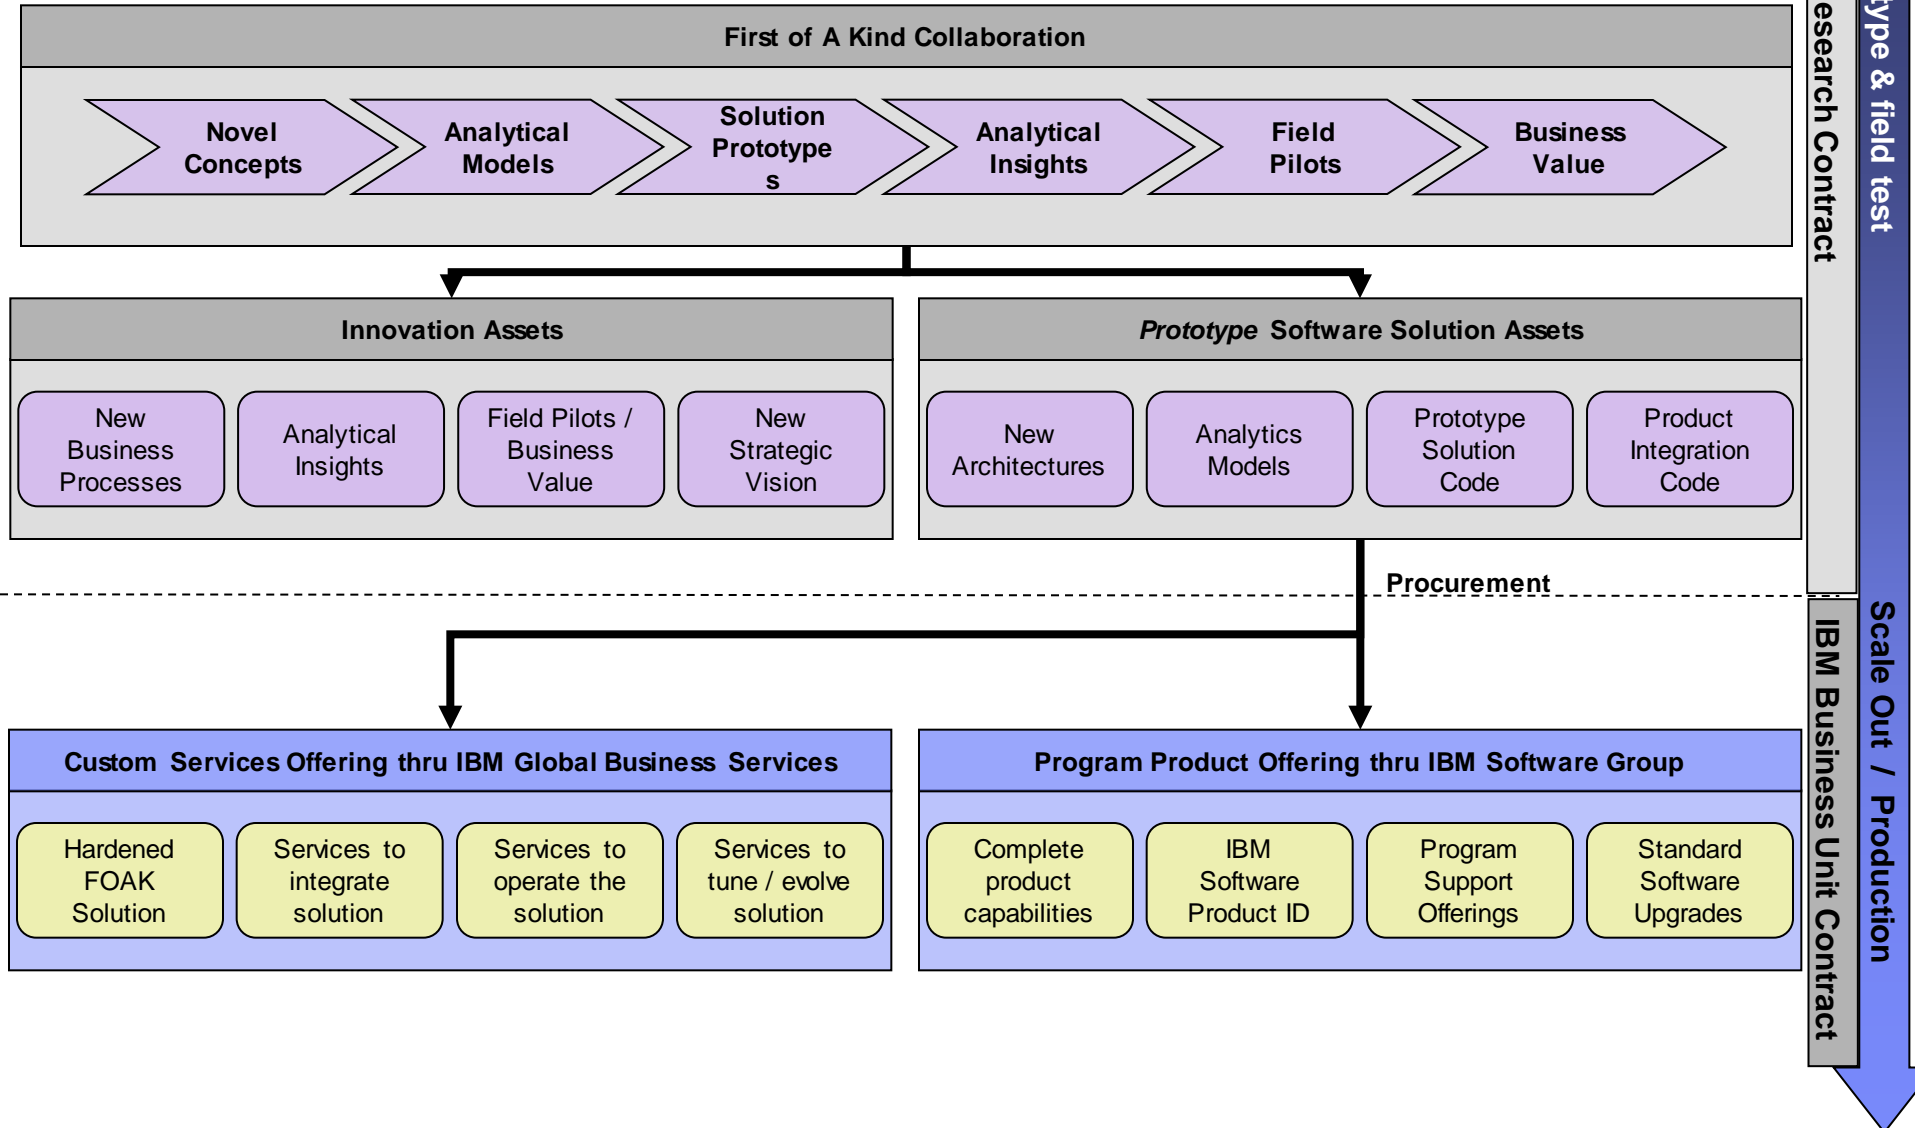 First of A Kind Collaboration
Novel
Concepts
Analytical
Models
Solution
Prototype
s
Analytical
Insights
Field
Pilots
Business
Value
Innovation Assets
New
Business
Processes
Analytical
Insights
Field Pilots /
Business
Value
New
Strategic
Vision
Prototype Software Solution Assets
New
Architectures
Analytics
Models
Prototype
Solution
Code
Product
Integration
Code
Procurement
Custom Services Offering thru IBM Global Business Services
Hardened
FOAK
Solution
Services to
integrate
solution
Services to
operate the
solution
Services to
tune / evolve
solution
Program Product Offering thru IBM Software Group
Complete
product
capabilities
IBM
Software
Product ID
Program
Support
Offerings
Standard
Software
Upgrades
esearch Contract
IBM Business Unit Contract
type & field test
Scale Out / Production